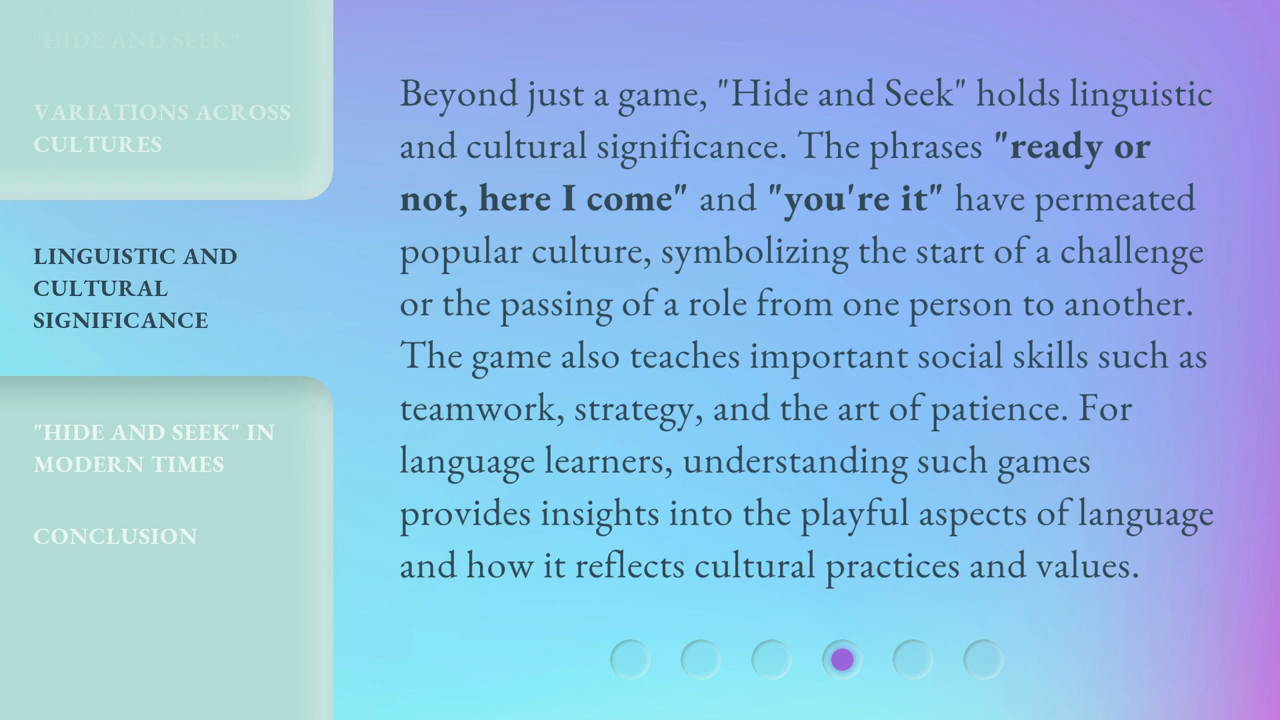 "HIDE AND SEEK"
VARIATIONS ACROSS
CULTURES
LINGUISTIC AND
CULTURAL
SIGNIFICANCE
"HIDE AND SEEK" IN
MODERN TIMES
CONCLUSION
Beyond just a game, "Hide and Seek" holds linguistic
and cultural significance. The phrases "ready or
not, here I come" and "you're it" have permeated
popular culture, symbolizing the start of a challenge
or the passing of a role from one person to another.
The game also teaches important social skills such as
teamwork, strategy, and the art of patience. For
language learners, understanding such games
provides insights into the playful aspects of language
and how it reflects cultural practices and values.